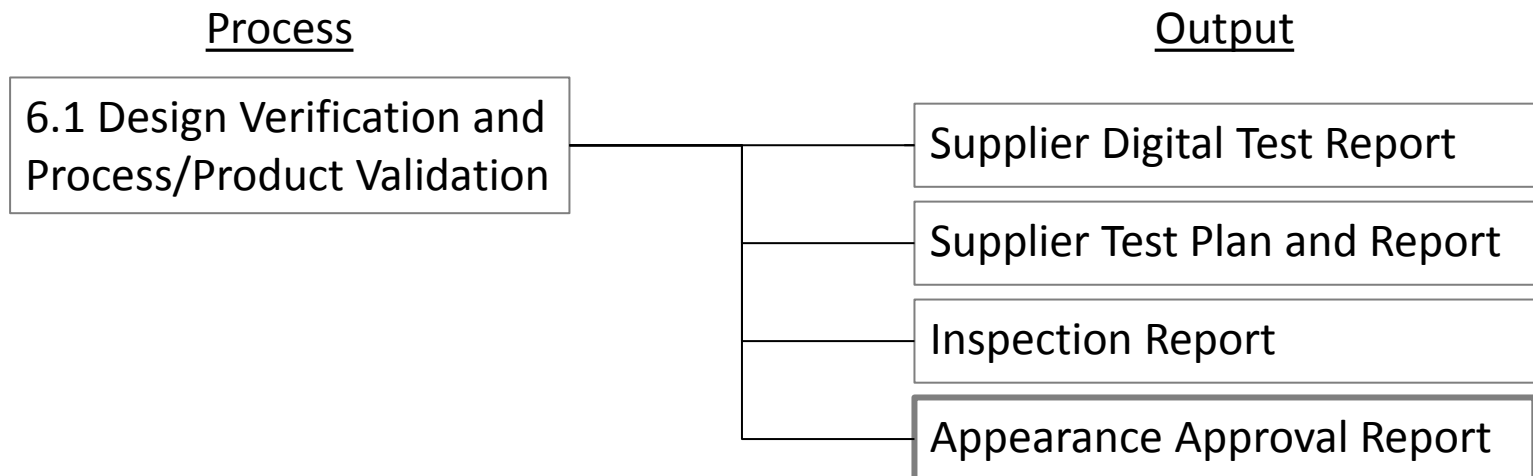 Process
Output
6.1 Design Verification and
Process/Product Validation
Supplier Digital Test Report
Supplier Test Plan and Report
Inspection Report
Appearance Approval Report